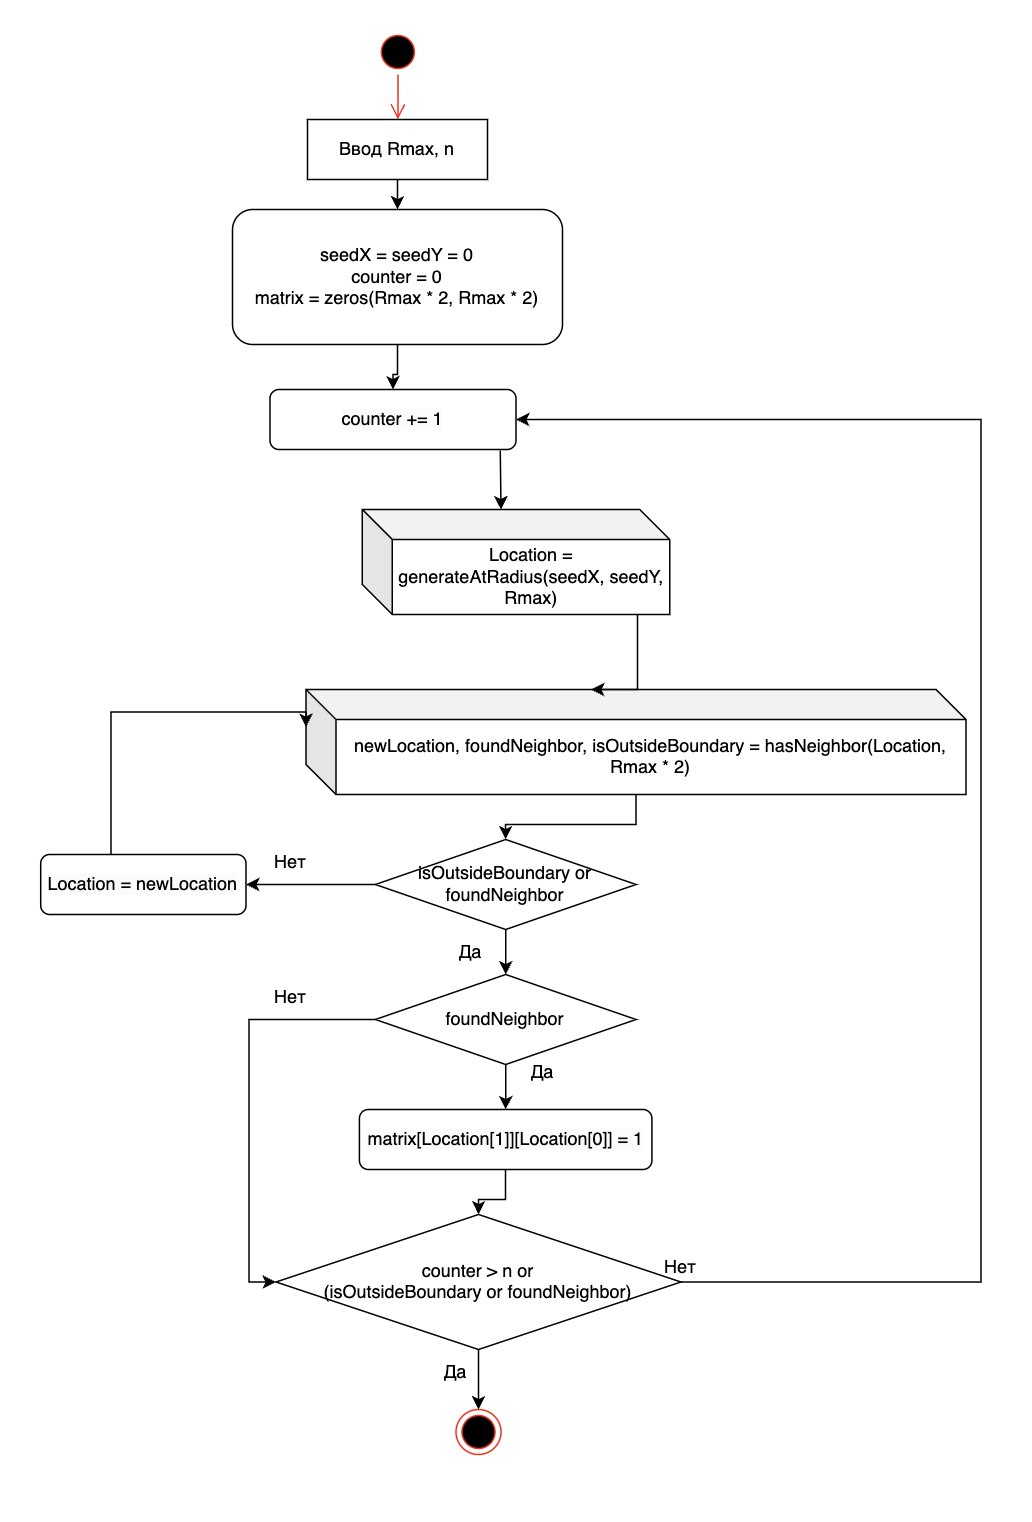 Ввод Rmax, n
seedX = seedY = 0
counter = 0
matrix = zeros(Rmax * 2, Rmax * 2)
counter += 1
Location =
generateAtRadius(seedX, seedY,
Rmax)
newLocation, foundNeighbor, isOutsideBoundary = hasNeighbor(Location,
Rmax * 2)
Нет
Location = newLocation
isOutsideBoundary or
foundNeighbor
Да
Нет
foundNeighbor
Да
matrix[Location[1]][Location[0]] = 1
counter > n or
(isOutsideBoundary or foundNeighbor)
Нет
Да